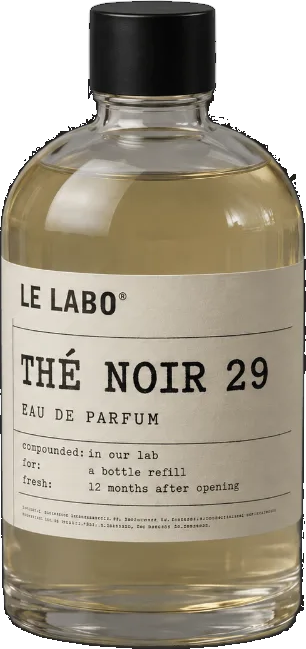 LE LABO®
THÉ NOIR 29
EAU DE PARFUM
compounded: in our lab
for: a bottle refill
fresh: 12 months after opening